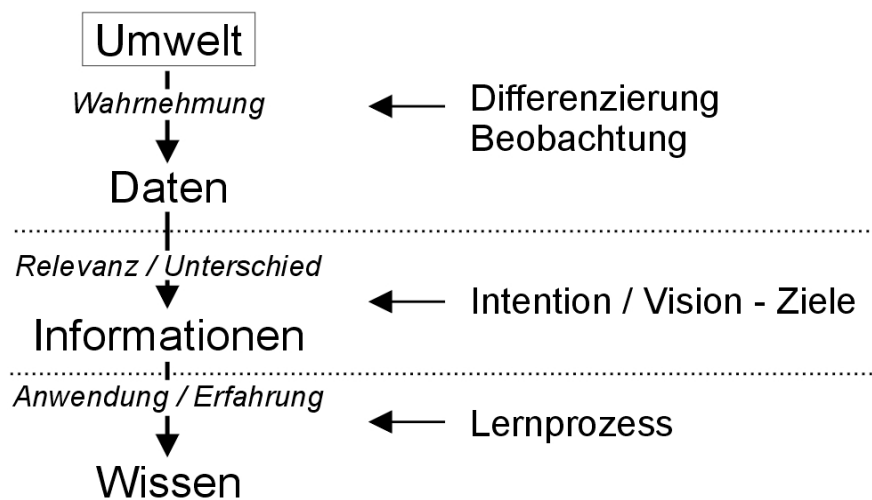 Umwelt
Wahrnehmung
Differenzierung
Beobachtung
Daten
Relevanz / Unterschied
Intention / Vision - Ziele
Informationen
Anwendung / Erfahrung
Lernprozess
Wissen